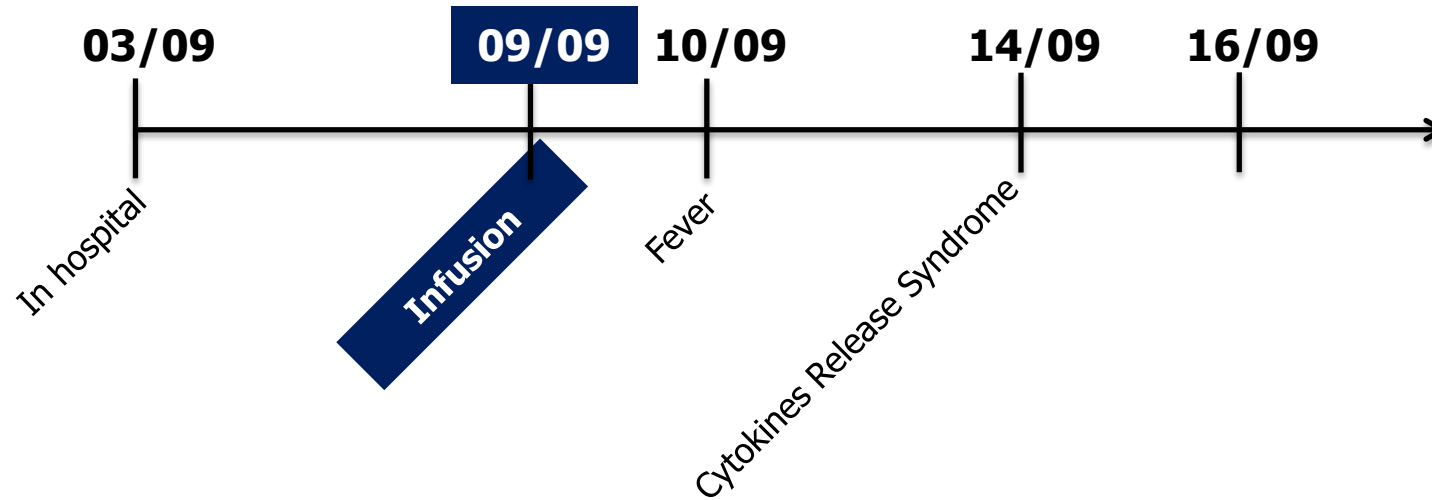 03/09
09/09
10/09
14/09
16/09
In hospital
Infusion
Fever
Cytokines Release Syndrome